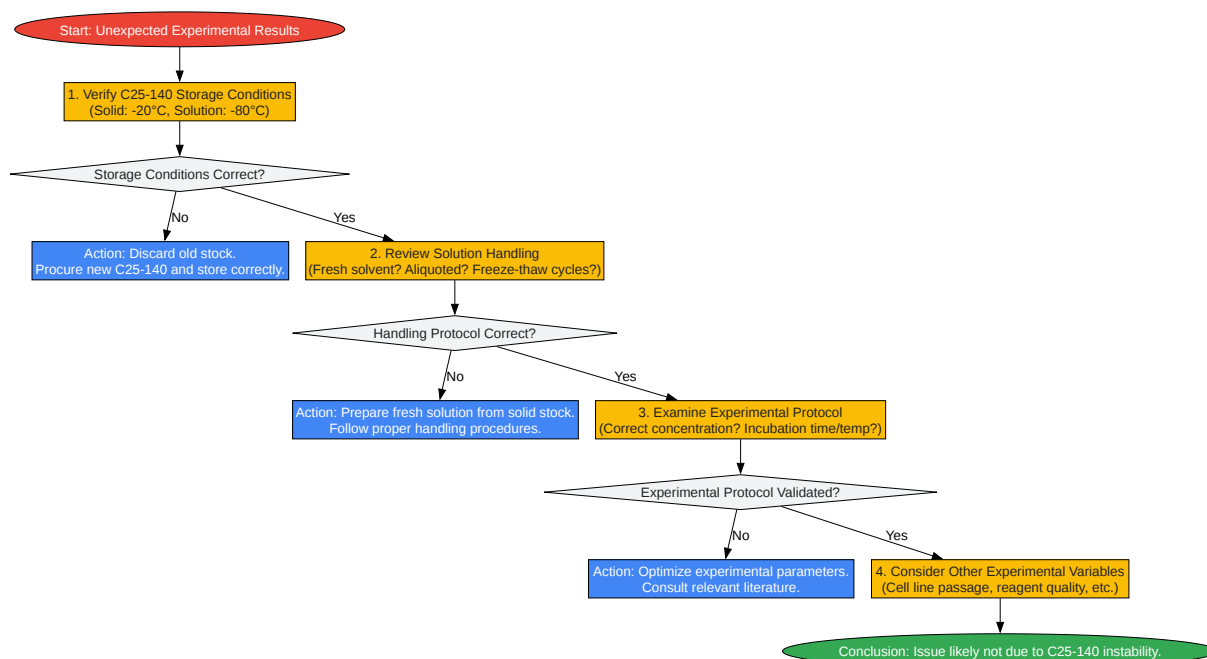 Start: Unexpected Experimental Results
1. Verify C25-140 Storage Conditions
(Solid: -20°C, Solution: -80°C)
Storage Conditions Correct?
No
Yes
Action: Discard old stock.
Procure new C25-140 and store correctly.
2. Review Solution Handling
(Fresh solvent? Aliquoted? Freeze-thaw cycles?)
Handling Protocol Correct?
No
Yes
Action: Prepare fresh solution from solid stock.
Follow proper handling procedures.
3. Examine Experimental Protocol
(Correct concentration? Incubation time/temp?)
Experimental Protocol Validated?
No
Yes
Action: Optimize experimental parameters.
Consult relevant literature.
4. Consider Other Experimental Variables
(Cell line passage, reagent quality, etc.)
Conclusion: Issue likely not due to C25-140 instability.